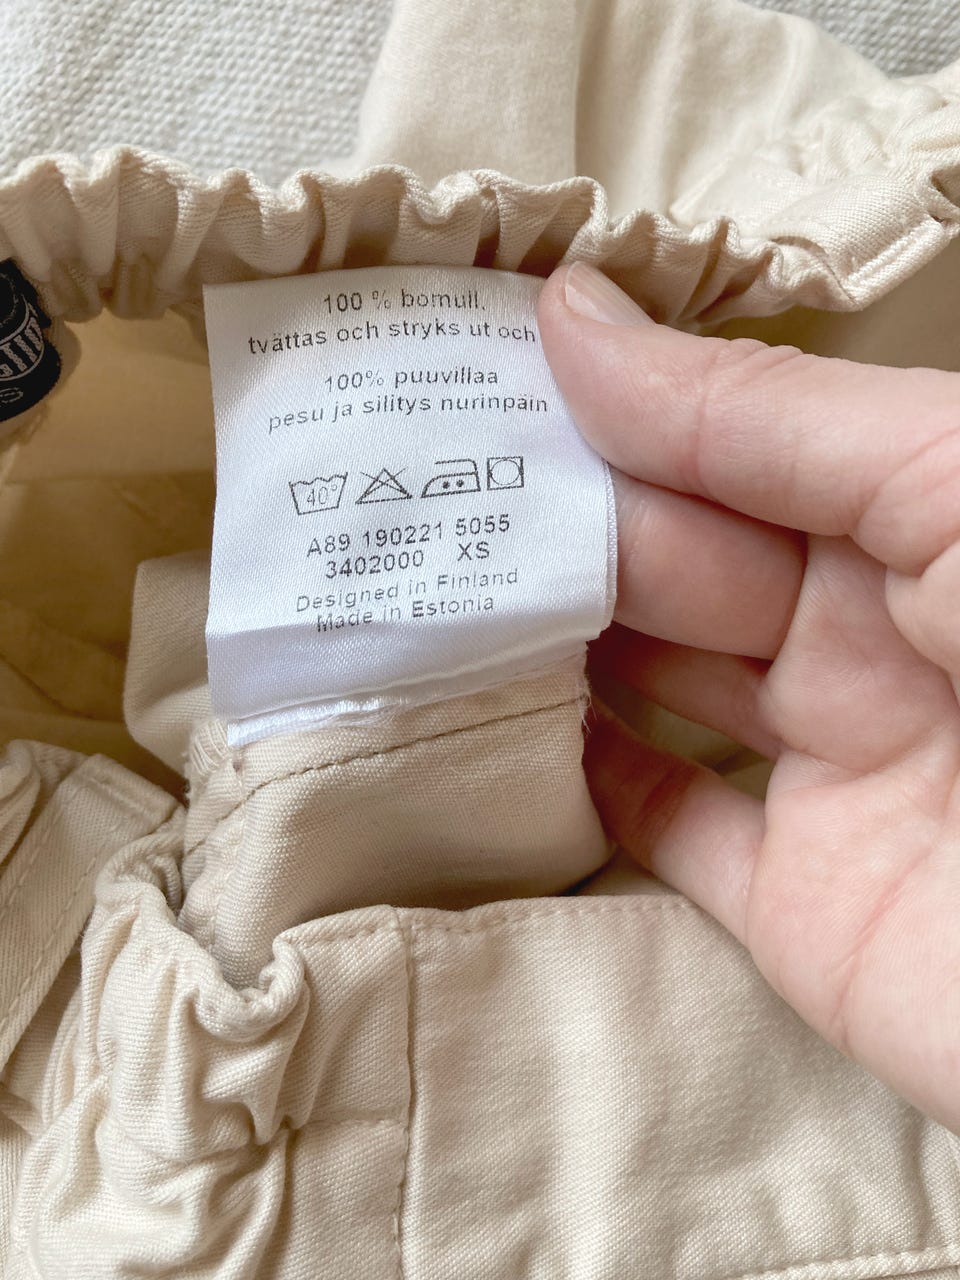 100 % bomull.
tvättas och stryks ut och
100% puuvillaa
pesu ja silitys nurinpäin
40°
A89 190221 5055
3402000 XS
Designed in Finland
Made in Estonia